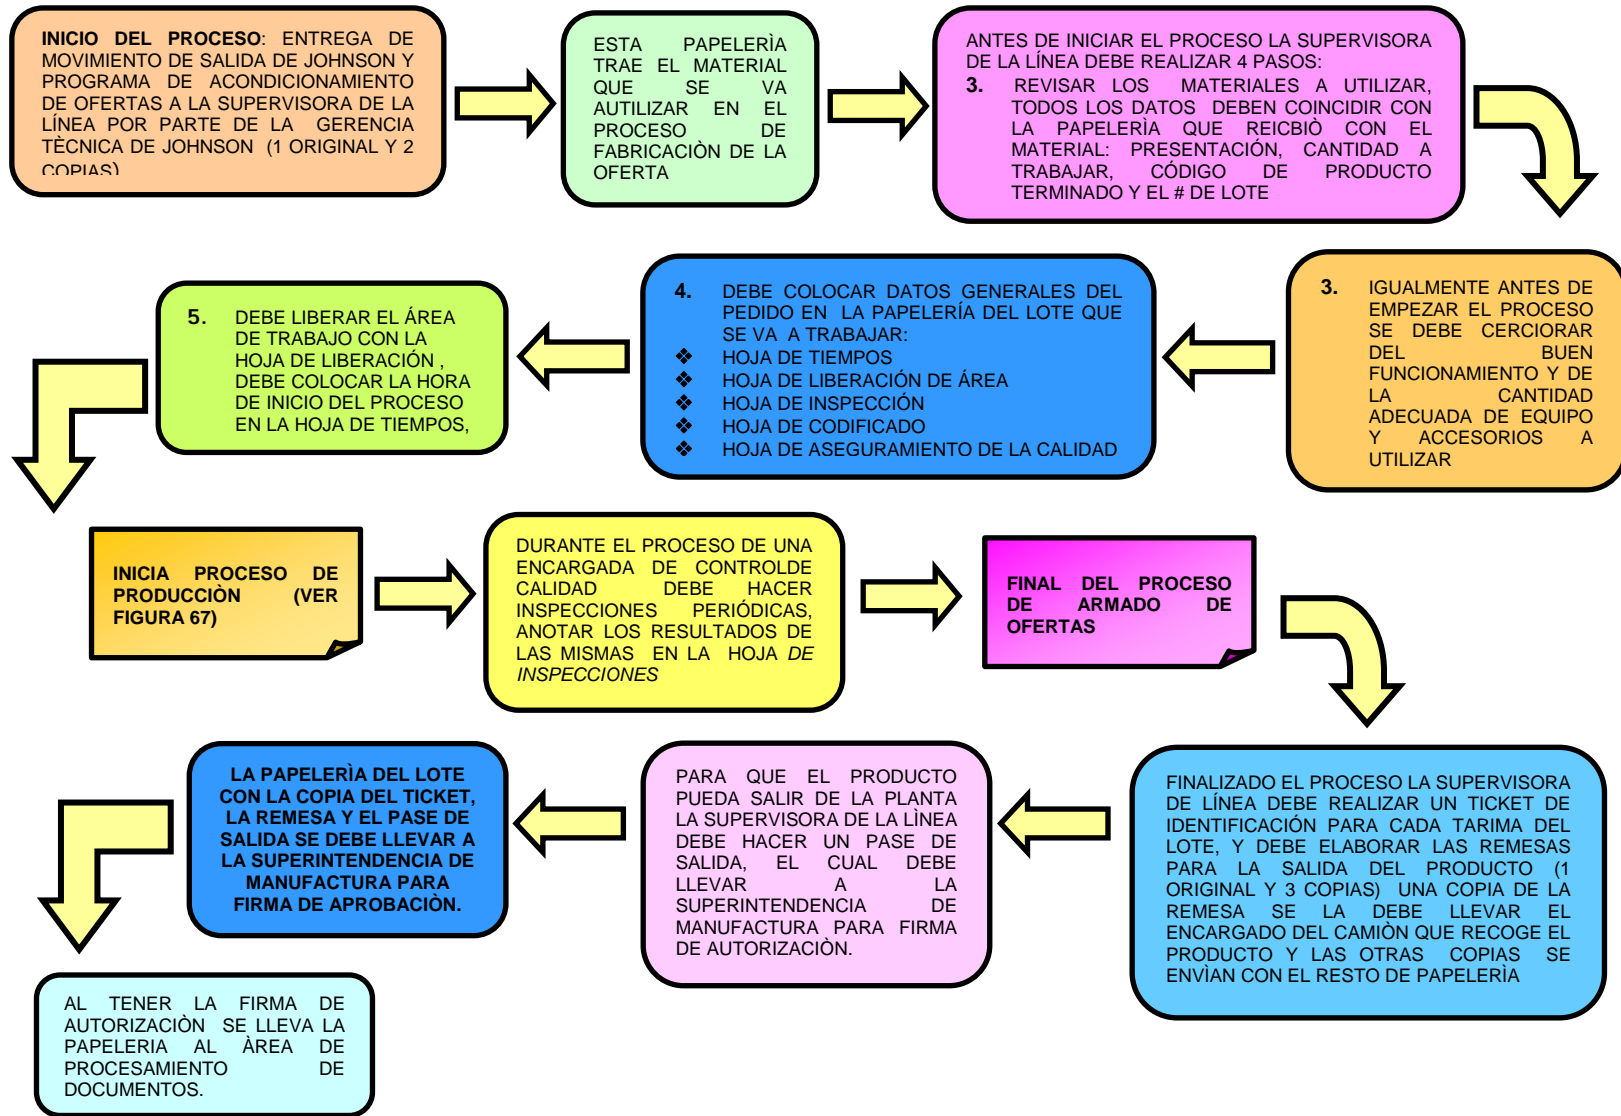 INICIO DEL PROCESO: ENTREGA DE
MOVIMIENTO DE SALIDA DE JOHNSON Y
PROGRAMA DE ACONDICIONAMIENTO
DE OFERTAS A LA SUPERVISORA DE LA
LÍNEA POR PARTE DE LA GERENCIA
TÈCNICA DE JOHNSON (1 ORIGINAL Y 2
COPIAS)
ESTA PAPELERÌA
TRAE EL MATERIAL
QUE SE VA
AUTILIZAR EN EL
PROCESO DE
FABRICACIÒN DE LA
OFERTA
ANTES DE INICIAR EL PROCESO LA SUPERVISORA
DE LA LÍNEA DEBE REALIZAR 4 PASOS:
3. REVISAR LOS MATERIALES A UTILIZAR,
TODOS LOS DATOS DEBEN COINCIDIR CON
LA PAPELERÌA QUE REICBIÒ CON EL
MATERIAL: PRESENTACIÓN, CANTIDAD A
TRABAJAR, CÓDIGO DE PRODUCTO
TERMINADO Y EL # DE LOTE
3. IGUALMENTE ANTES DE
EMPEZAR EL PROCESO
SE DEBE CERCIORAR
DEL BUEN
FUNCIONAMIENTO Y DE
LA CANTIDAD
ADECUADA DE EQUIPO
Y ACCESORIOS A
UTILIZAR
4. DEBE COLOCAR DATOS GENERALES DEL
PEDIDO EN LA PAPELERÍA DEL LOTE QUE
SE VA A TRABAJAR:
❖ HOJA DE TIEMPOS
❖ HOJA DE LIBERACIÓN DE ÁREA
❖ HOJA DE INSPECCIÓN
❖ HOJA DE CODIFICADO
❖ HOJA DE ASEGURAMIENTO DE LA CALIDAD
5. DEBE LIBERAR EL ÁREA
DE TRABAJO CON LA
HOJA DE LIBERACIÓN ,
DEBE COLOCAR LA HORA
DE INICIO DEL PROCESO
EN LA HOJA DE TIEMPOS,
INICIA PROCESO DE
PRODUCCIÒN (VER
FIGURA 67)
DURANTE EL PROCESO DE UNA
ENCARGADA DE CONTROLDE
CALIDAD DEBE HACER
INSPECCIONES PERIÓDICAS,
ANOTAR LOS RESULTADOS DE
LAS MISMAS EN LA HOJA DE
INSPECCIONES
FINAL DEL PROCESO
DE ARMADO DE
OFERTAS
FINALIZADO EL PROCESO LA SUPERVISORA
DE LÍNEA DEBE REALIZAR UN TICKET DE
IDENTIFICACIÓN PARA CADA TARIMA DEL
LOTE, Y DEBE ELABORAR LAS REMESAS
PARA LA SALIDA DEL PRODUCTO (1
ORIGINAL Y 3 COPIAS) UNA COPIA DE LA
REMESA SE LA DEBE LLEVAR EL
ENCARGADO DEL CAMIÒN QUE RECOGE EL
PRODUCTO Y LAS OTRAS COPIAS SE
ENVÌAN CON EL RESTO DE PAPELERÌA
PARA QUE EL PRODUCTO
PUEDA SALIR DE LA PLANTA
LA SUPERVISORA DE LA LÌNEA
DEBE HACER UN PASE DE
SALIDA, EL CUAL DEBE
LLEVAR A LA
SUPERINTENDENCIA DE
MANUFACTURA PARA FIRMA
DE AUTORIZACIÒN.
LA PAPELERÌA DEL LOTE
CON LA COPIA DEL TICKET,
LA REMESA Y EL PASE DE
SALIDA SE DEBE LLEVAR A
LA SUPERINTENDENCIA DE
MANUFACTURA PARA
FIRMA DE APROBACIÒN.
AL TENER LA FIRMA DE
AUTORIZACIÒN SE LLEVA LA
PAPELERIA AL ÀREA DE
PROCESAMIENTO DE
DOCUMENTOS.